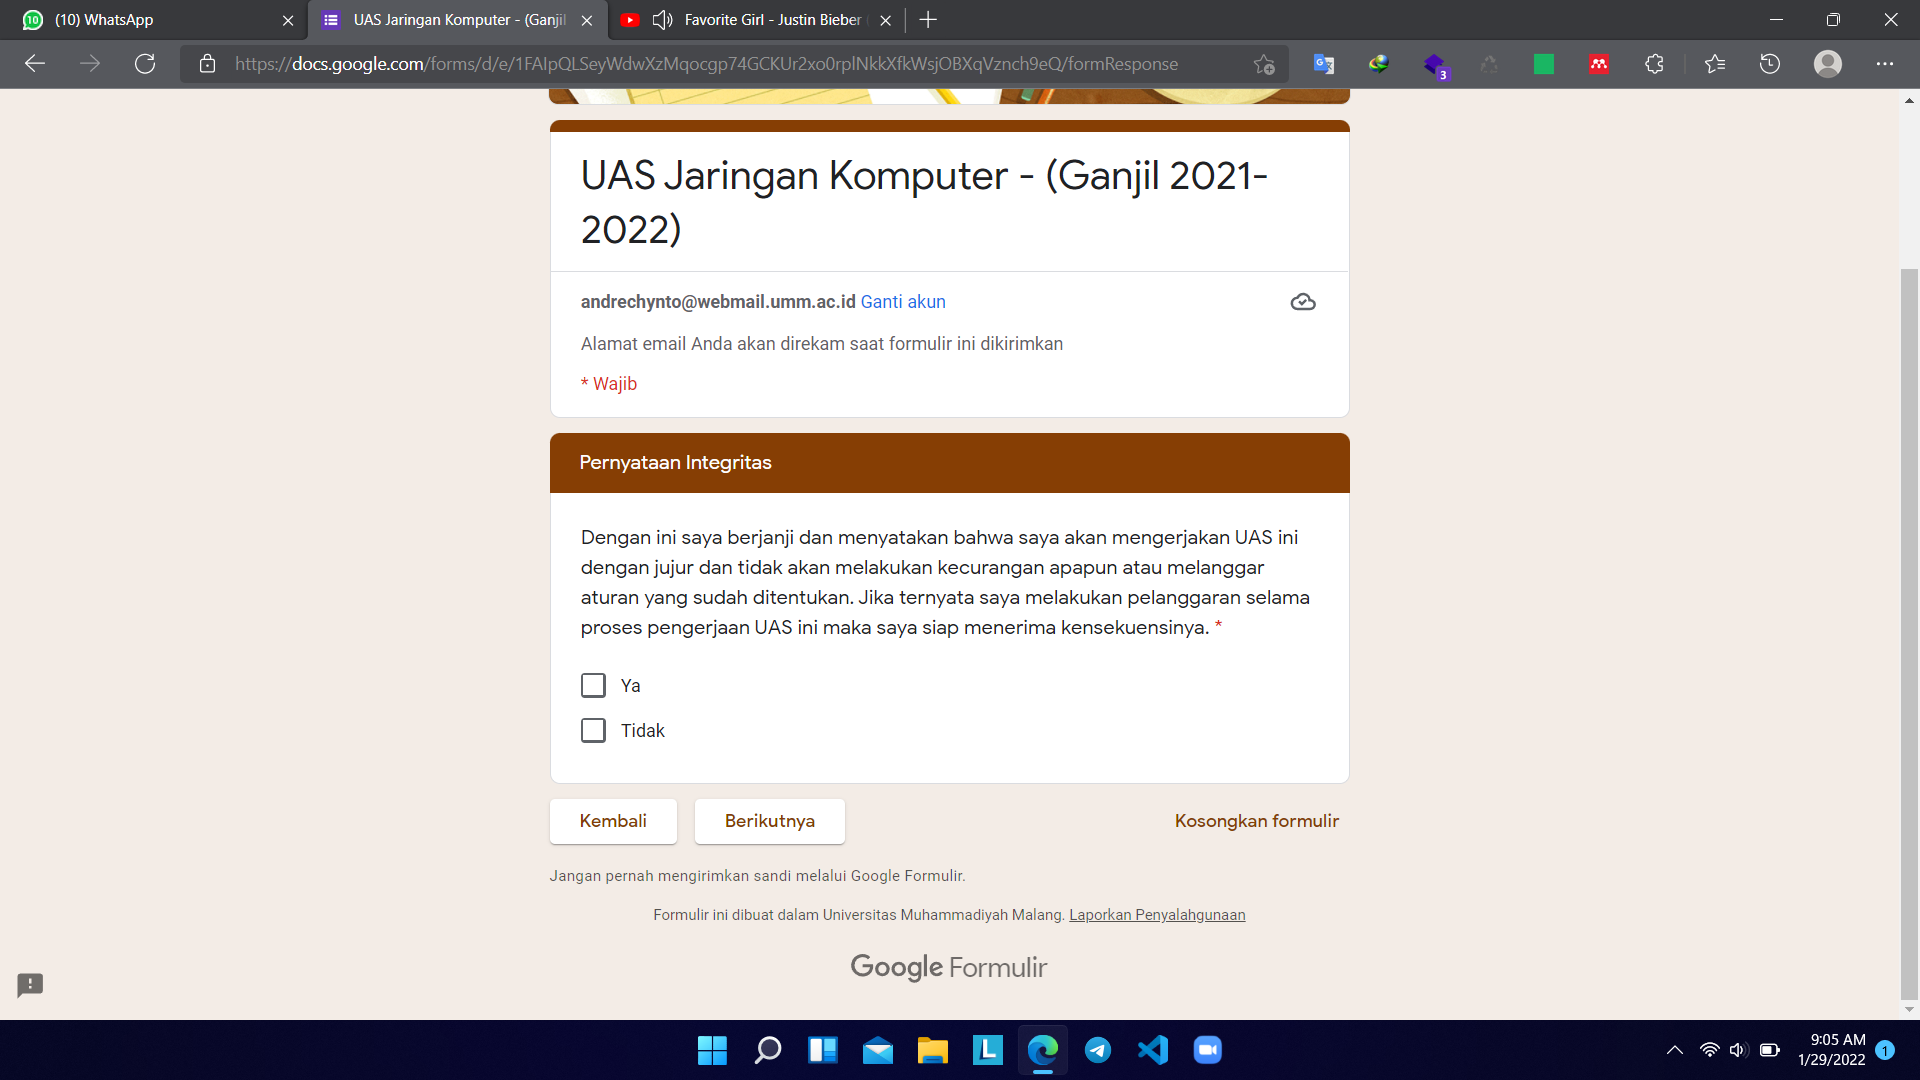 (10) WhatsApp
UAS Jaringan Komputer - (Ganjil
Favorite Girl - Justin Bieber
https://docs.google.com/forms/d/e/1FAIpQLSeyWdwXzMqocgp74GCKUr2xo0rplNkkXfkWsjOBXqVznch9eQ/formResponse
3
UAS Jaringan Komputer - (Ganjil 2021-
2022)
andrechynto@webmail.umm.ac.id Ganti akun
Alamat email Anda akan direkam saat formulir ini dikirimkan
* Wajib
Pernyataan Integritas
Dengan ini saya berjanji dan menyatakan bahwa saya akan mengerjakan UAS ini
dengan jujur dan tidak akan melakukan kecurangan apapun atau melanggar
aturan yang sudah ditentukan. Jika ternyata saya melakukan pelanggaran selama
proses pengerjaan UAS ini maka saya siap menerima kensekuensinya. *
Ya
Tidak
Kembali
Berikutnya
Kosongkan formulir
Jangan pernah mengirimkan sandi melalui Google Formulir.
Formulir ini dibuat dalam Universitas Muhammadiyah Malang. Laporkan Penyalahgunaan
Google Formulir
9:05 AM
1/29/2022
1